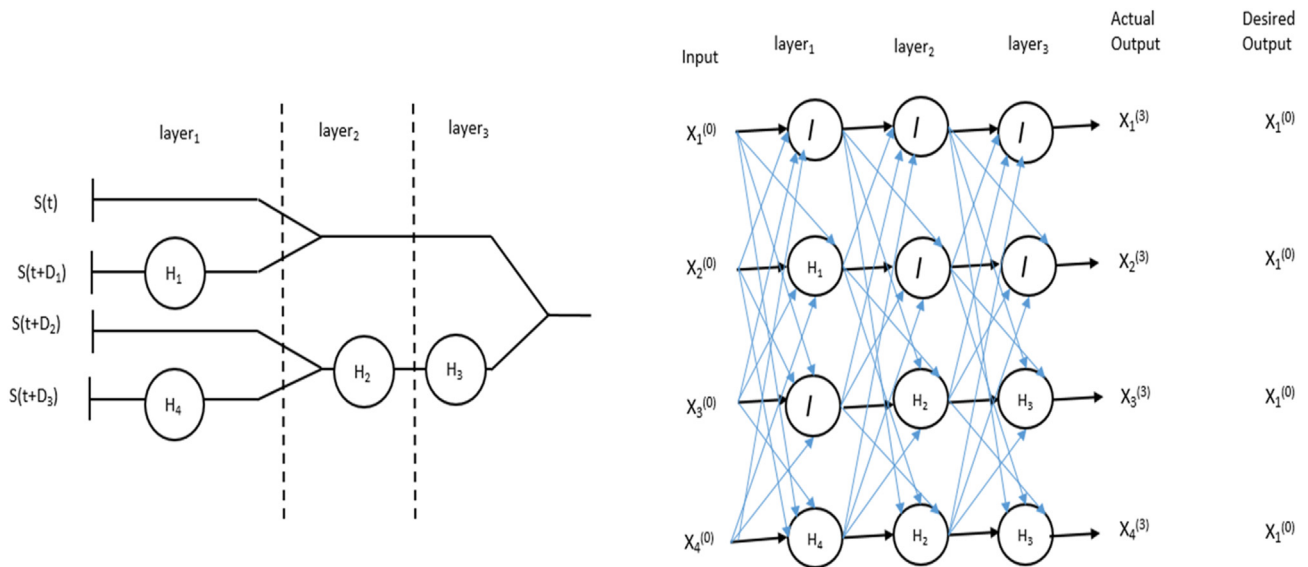 layer₁
layer₂
layer₃
S(t)
S(t+D₁)
H₁
S(t+D₂)
H₂
H₃
S(t+D₃)
H₄
Input
layer₁
layer₂
layer₃
Actual
Output
Desired
Output
X₁⁽⁰⁾
I
I
I
X₁⁽³⁾
X₁⁽⁰⁾
X₂⁽⁰⁾
H₁
I
I
X₂⁽³⁾
X₁⁽⁰⁾
X₃⁽⁰⁾
I
H₂
H₃
X₃⁽³⁾
X₁⁽⁰⁾
X₄⁽⁰⁾
H₄
H₂
H₃
X₄⁽³⁾
X₁⁽⁰⁾